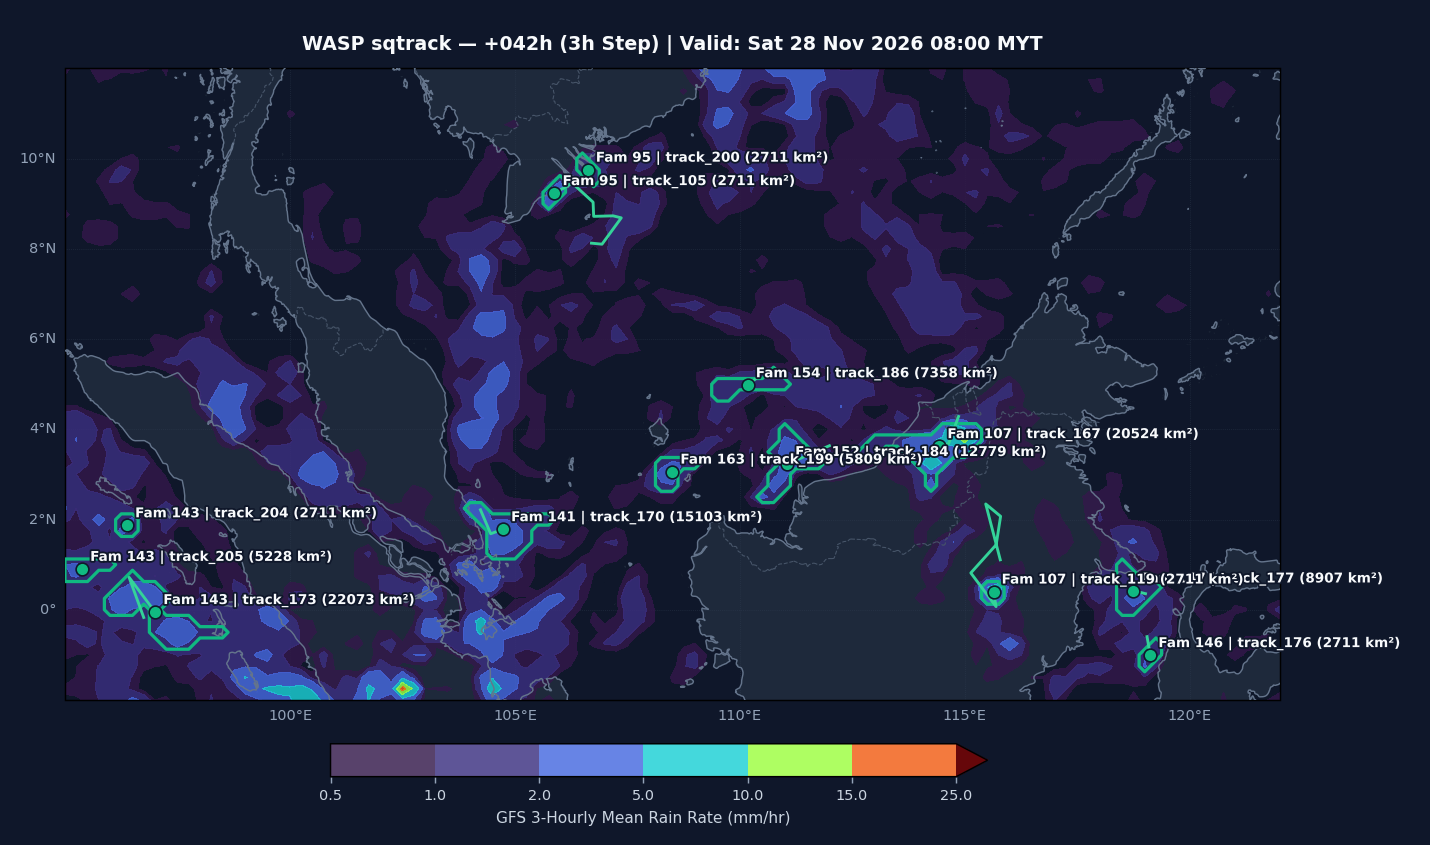 WASP sqtrack — +042h (3h Step) | Valid: Sat 28 Nov 2026 08:00 MYT
10°N
8°N
6°N
4°N
2°N
0°
Fam 95 | track_200 (2711 km²)
Fam 95 | track_105 (2711 km²)
Fam 154 | track_186 (7358 km²)
Fam 107 | track_167 (20524 km²)
track_184 (12779 km²)
Fam 163 | track_199 (5809 km²)
Fam 143 | track_204 (2711 km²)
Fam 141 | track_170 (15103 km²)
Fam 143 | track_205 (5228 km²)
Fam 107 | track_119 (2711 km²)
ck_177 (8907 km²)
Fam 143 | track_173 (22073 km²)
Fam 146 | track_176 (2711 km²)
100°E 105°E 110°E 115°E 120°E
0.5 1.0 2.0 5.0 10.0 15.0 25.0
GFS 3-Hourly Mean Rain Rate (mm/hr)